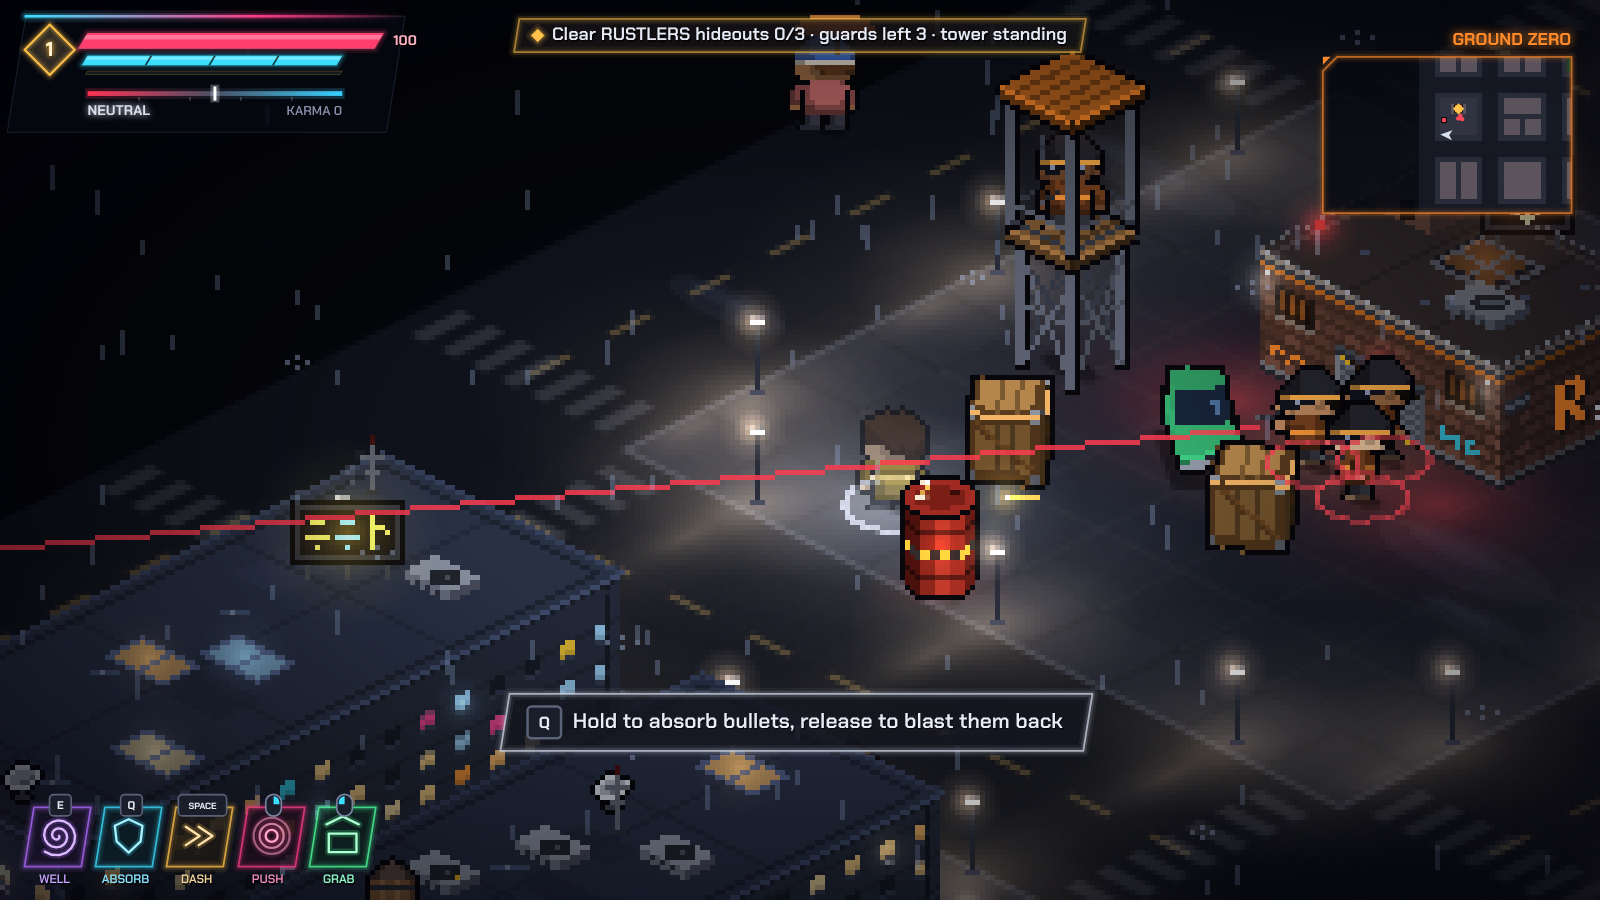 1
100
NEUTRAL
KARMA 0
Clear RUSTLERS hideouts 0/3 · guards left 3 · tower standing
GROUND ZERO
R
Q
Hold to absorb bullets, release to blast them back
E
Q
SPACE
WELL
ABSORB
DASH
PUSH
GRAB